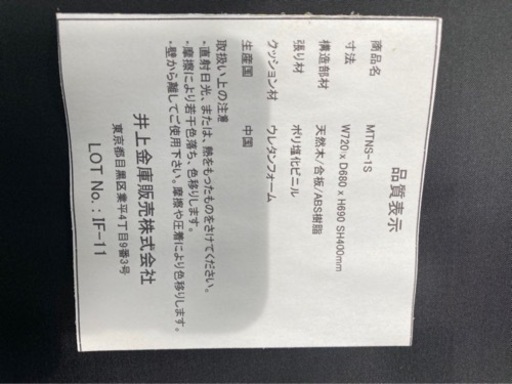 品質表示
商品名 MTNS-1S
寸法 W720 x D680 x H690 SH400mm
構造部材 天然木/合板/ABS樹脂
張り材 ポリ塩化ビニル
クッション材 ウレタンフォーム
生産国 中国
取扱い上の注意
・直射日光、または、熱をもったものをさけてください。
・摩擦により若干色落ち、色移りします。
・壁から離してご使用下さい。摩擦や圧着により色移りします。
井上金庫販売株式会社
東京都目黒区東平4丁目9番3号
LOT No.: IF-11